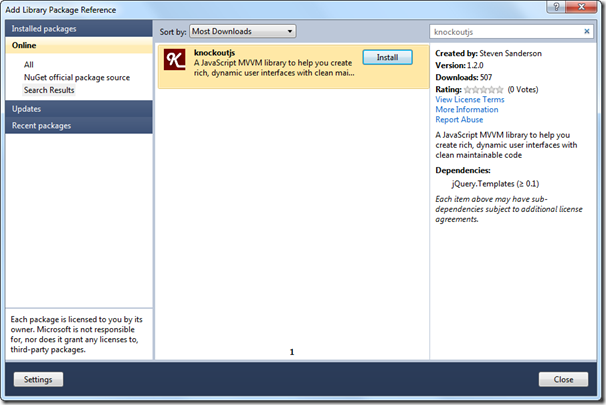 Add Library Package Reference
Installed packages
Online
All
NuGet official package source
Search Results
Updates
Recent packages
Each package is licensed to you by its
owner. Microsoft is not responsible
for, nor does it grant any licenses to,
third-party packages.
Settings
Sort by: Most Downloads
knockoutjs
A JavaScript MVVM library to help you create
rich, dynamic user interfaces with clean mai...
Install
1
knockoutjs
Created by: Steven Sanderson
Version: 1.2.0
Downloads: 507
Rating: (0 Votes)
View License Terms
More Information
Report Abuse
A JavaScript MVVM library to help you
create rich, dynamic user interfaces with
clean maintainable code
Dependencies:
jQuery.Templates (≥ 0.1)
Each item above may have sub-
dependencies subject to additional license
agreements.
Close